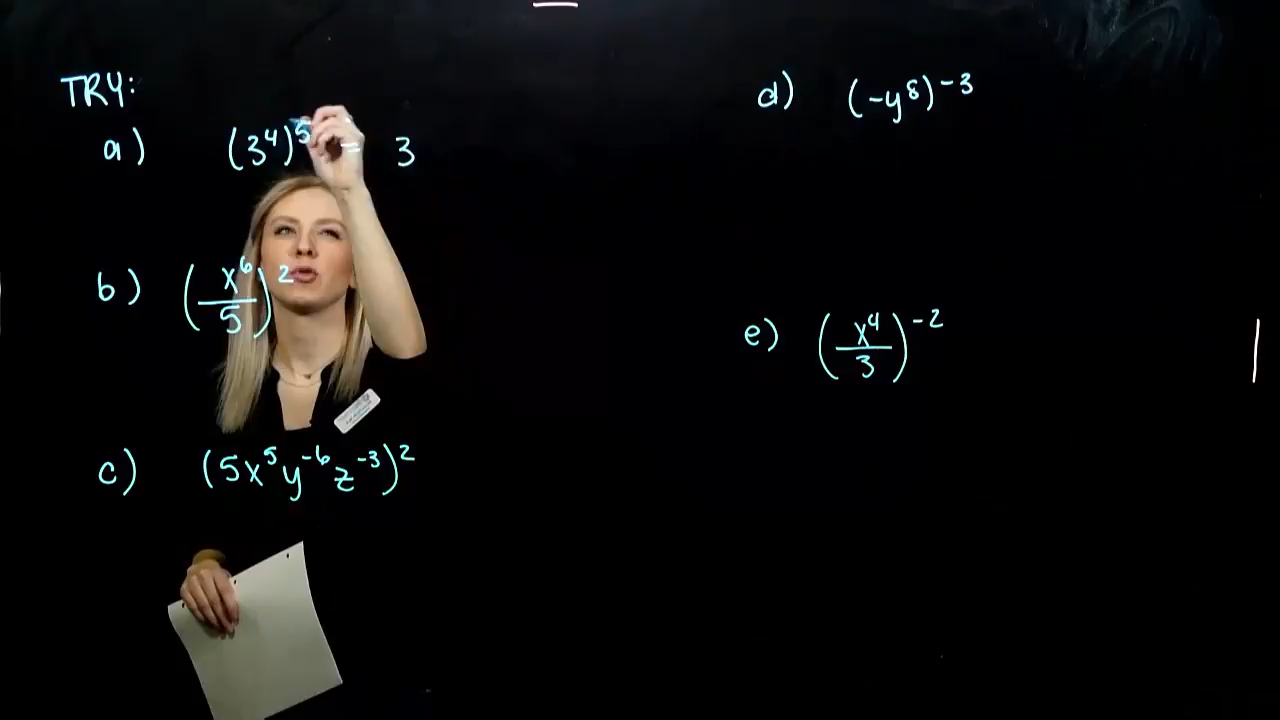 TRY:
a) (3⁴)⁵ = 3
b) (x⁶/5)²
c) (5x⁵y⁻⁶z⁻³)²
d) (-y⁸)⁻³
e) (x⁴/3)⁻²